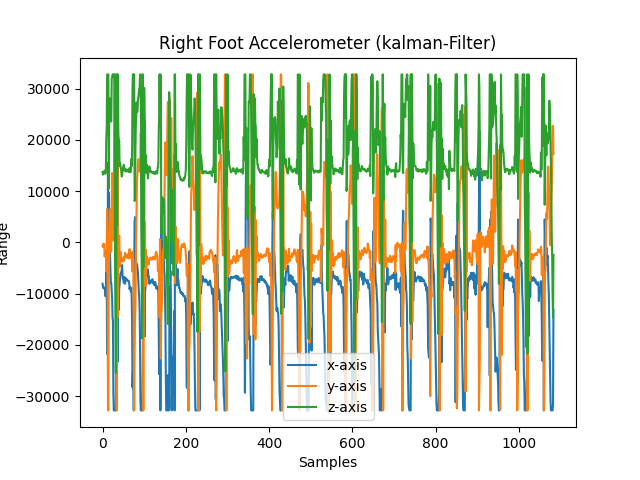 Right Foot Accelerometer (kalman-Filter)
30000
20000
10000
0
−10000
−20000
−30000
Range
x-axis
y-axis
z-axis
0
200
400
600
800
1000
Samples